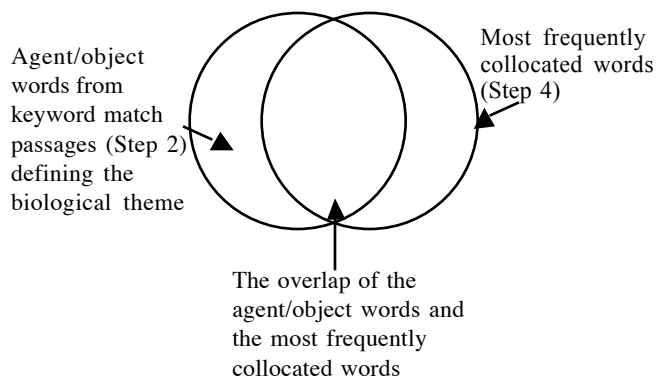 Agent/object
words from
keyword match
passages (Step 2)
defining the
biological theme
Most frequently
collocated words
(Step 4)
The overlap of the
agent/object words and
the most frequently
collocated words